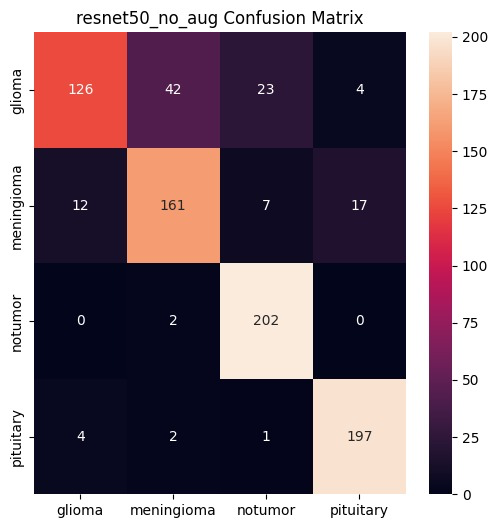 resnet50_no_aug Confusion Matrix
glioma 126 42 23 4
meningioma 12 161 7 17
notumor 0 2 202 0
pituitary 4 2 1 197
glioma meningioma notumor pituitary
200
175
150
125
100
75
50
25
0